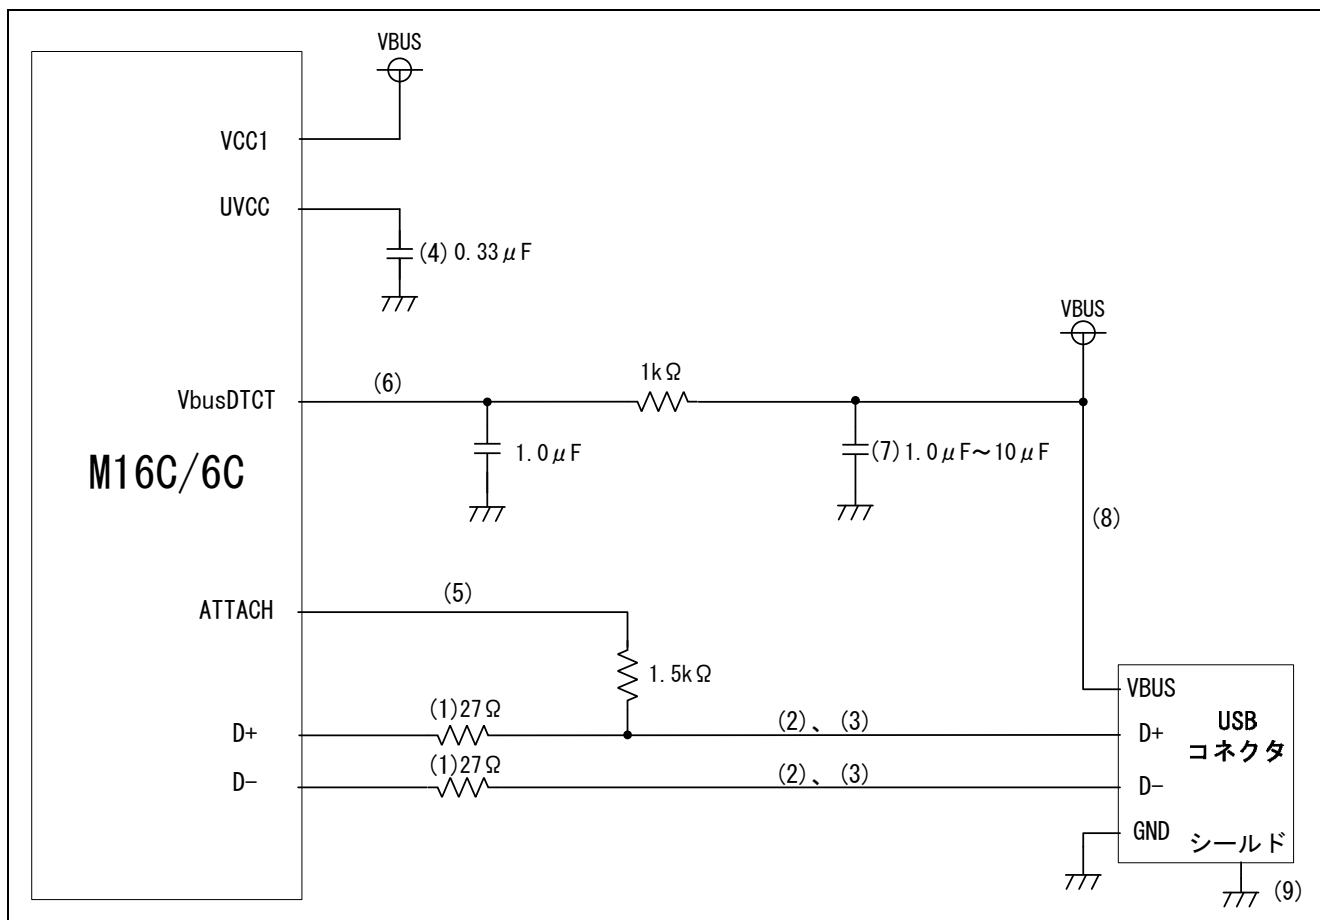 VBUS
VCC1
UVCC
(4) 0.33μF
VBUS
1kΩ
(6)
VbusDTCT
1.0μF
(7) 1.0μF～10μF
M16C/6C
(8)
(5)
ATTACH
1.5kΩ
VBUS
(1)27Ω
(2)、(3)
D+
D+
USB
コネクタ
(1)27Ω
(2)、(3)
D-
D-
GND
シールド
(9)